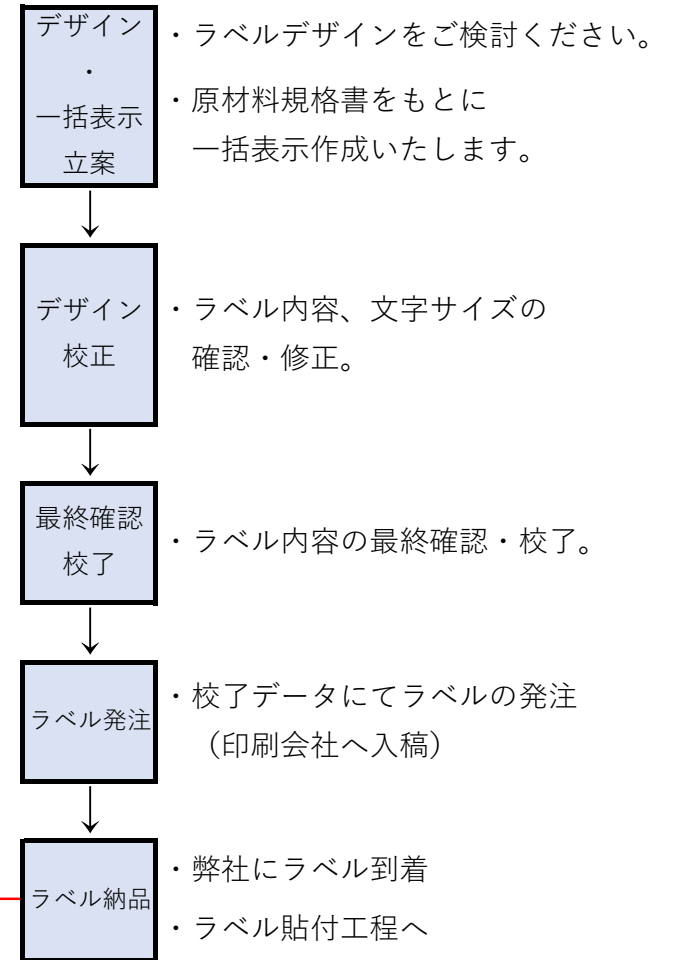 デザイン
・
一括表示
立案
・ラベルデザインをご検討ください。
・原材料規格書をもとに
一括表示作成いたします。
デザイン
校正
・ラベル内容、文字サイズの
確認・修正。
最終確認
校了
・ラベル内容の最終確認・校了。
ラベル発注
・校了データにてラベルの発注
（印刷会社へ入稿）
ラベル納品
・弊社にラベル到着
・ラベル貼付工程へ